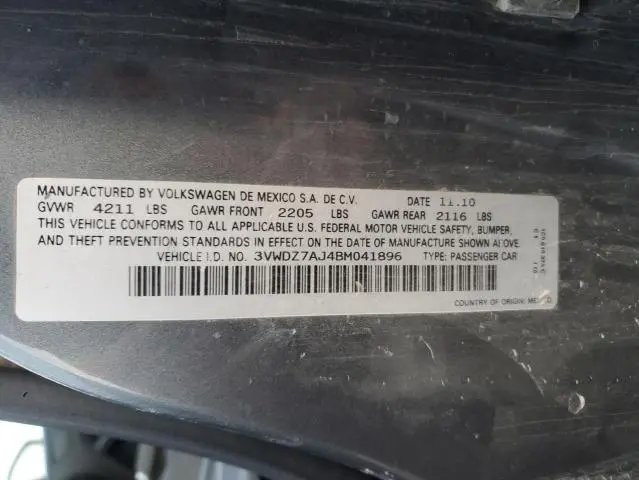 MANUFACTURED BY VOLKSWAGEN DE MEXICO S.A. DE C.V. DATE 11.10
GVWR 4211 LBS GAWR FRONT 2205 LBS GAWR REAR 2116 LBS
THIS VEHICLE CONFORMS TO ALL APPLICABLE U.S. FEDERAL MOTOR VEHICLE SAFETY, BUMPER,
AND THEFT PREVENTION STANDARDS IN EFFECT ON THE DATE OF MANUFACTURE SHOWN ABOVE.
VEHICLE I.D. NO. 3VWDZ7AJ4BM041896 TYPE: PASSENGER CAR
COUNTRY OF ORIGIN: MEXICO